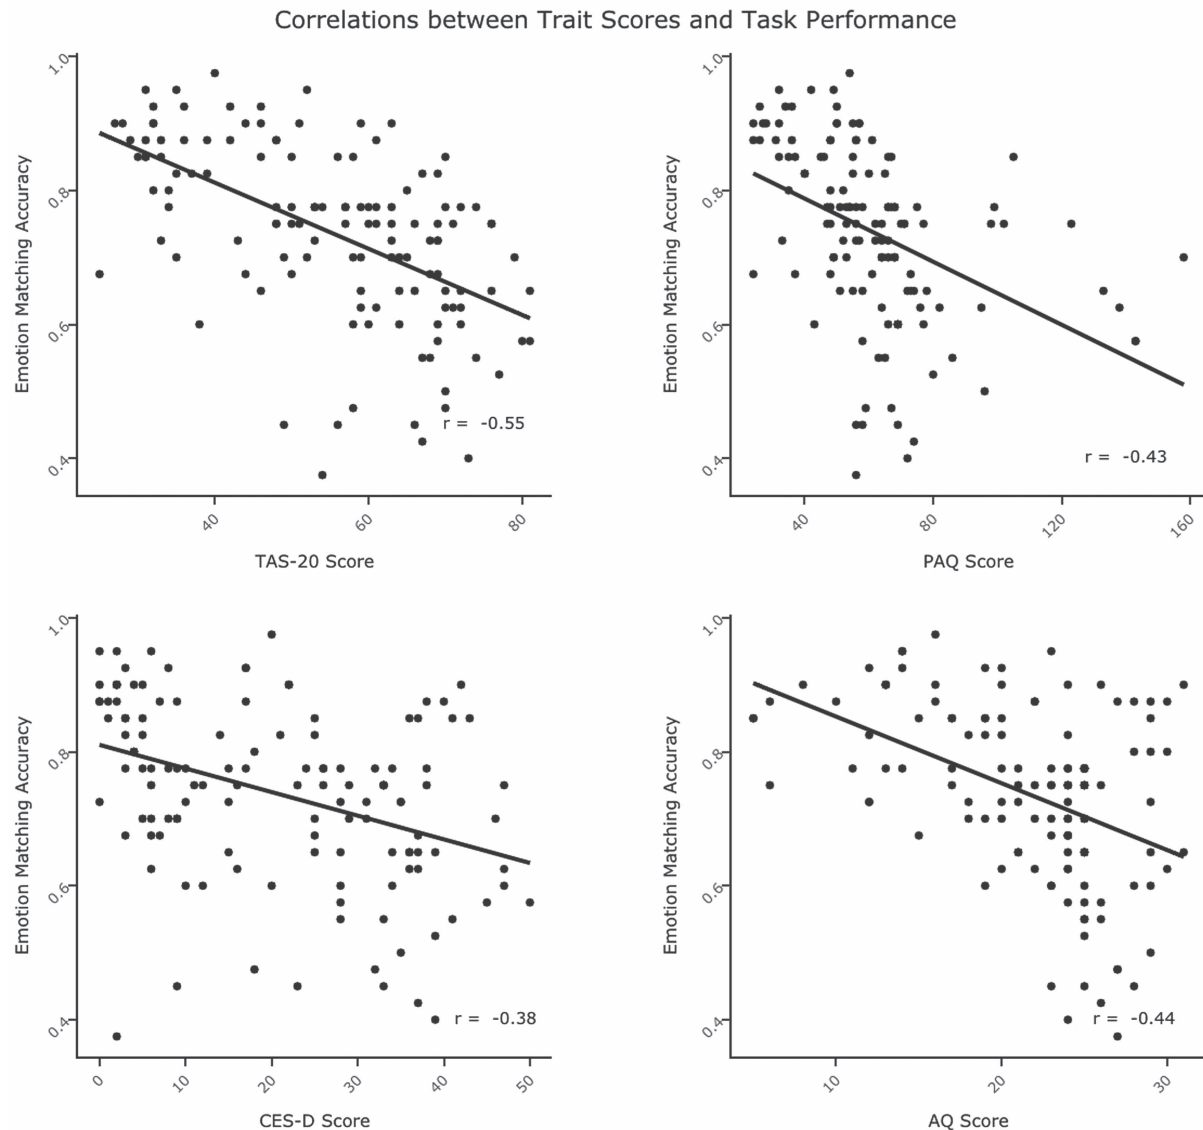 Correlations between Trait Scores and Task Performance
1.0
0.8
0.6
0.4
Emotion Matching Accuracy
r = -0.55
40
60
80
TAS-20 Score
1.0
0.8
0.6
0.4
Emotion Matching Accuracy
r = -0.43
40
80
120
160
PAQ Score
1.0
0.8
0.6
0.4
Emotion Matching Accuracy
r = -0.38
0
10
20
30
40
50
CES-D Score
1.0
0.8
0.6
0.4
Emotion Matching Accuracy
r = -0.44
10
20
30
AQ Score